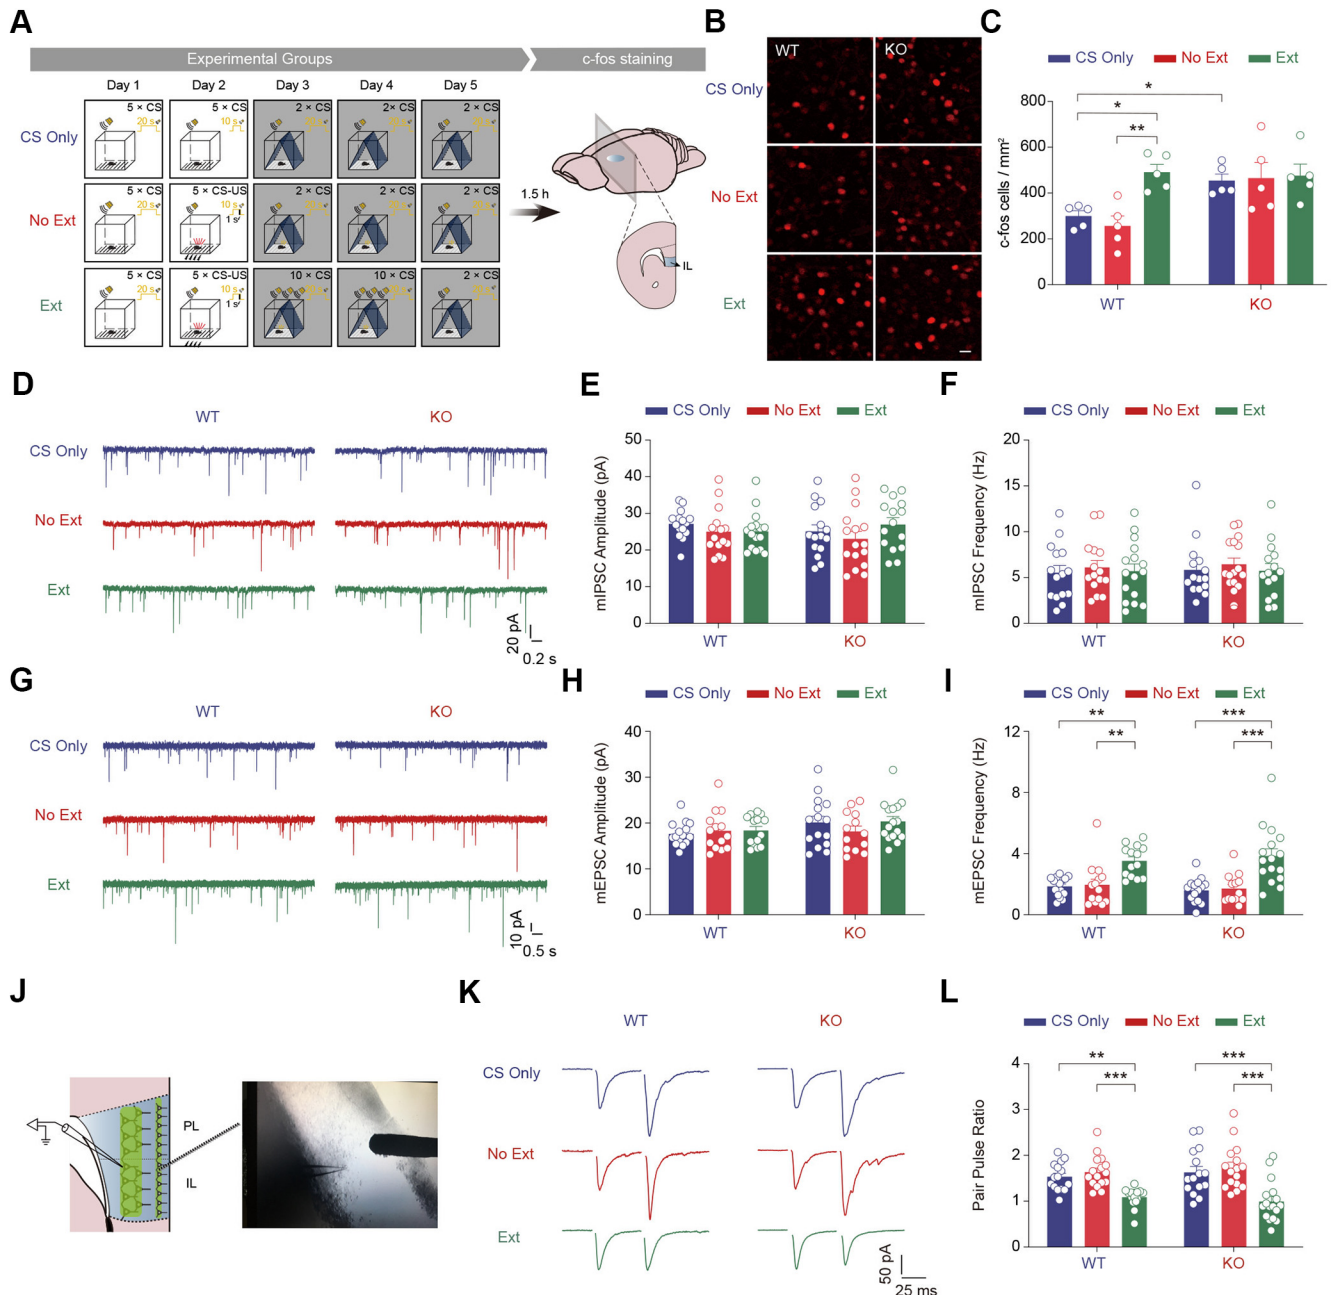 A
Experimental Groups
c-fos staining
Day 1 Day 2 Day 3 Day 4 Day 5
CS Only
5 × CS 5 × CS 2× CS 2× CS 2× CS
20 s 10 s
No Ext
5 × CS 5 × CS-US 2× CS 2× CS 2× CS
20 s 10 s
1 s
Ext
5 × CS 5 × CS-US 10 × CS 10 × CS 2 × CS
20 s 10 s
1 s
1.5 h
IL
B
WT KO
CS Only
No Ext
Ext
C
CS Only No Ext Ext
c-fos cells / mm²
800
600
400
200
0
* * **
WT KO
D
WT KO
CS Only
No Ext
Ext
20 pA
0.2 s
E
CS Only No Ext Ext
mIPSC Amplitude (pA)
50
40
30
20
10
0
WT KO
F
CS Only No Ext Ext
mIPSC Frequency (Hz)
20
15
10
5
0
WT KO
G
WT KO
CS Only
No Ext
Ext
10 pA
0.5 s
H
CS Only No Ext Ext
mEPSC Amplitude (pA)
40
30
20
10
0
WT KO
I
CS Only No Ext Ext
mEPSC Frequency (Hz)
12
8
4
0
** ***
** ***
WT KO
J
PL
IL
K
WT KO
CS Only
No Ext
Ext
50 pA
25 ms
L
CS Only No Ext Ext
Pair Pulse Ratio
4
3
2
1
0
** ***
*** ***
WT KO